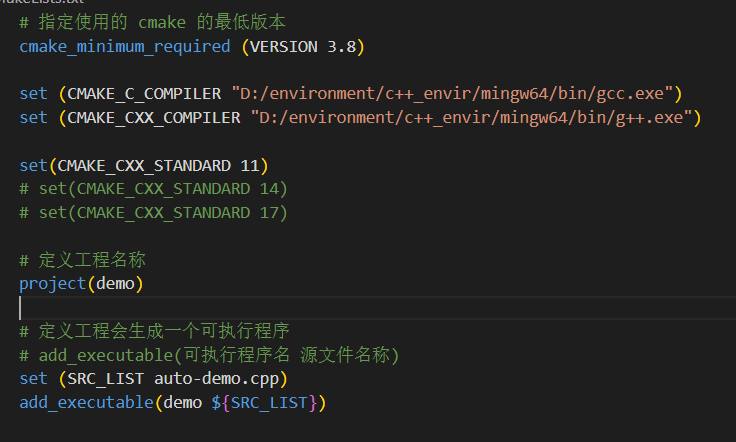 # 指定使用的 cmake 的最低版本
cmake_minimum_required (VERSION 3.8)
set (CMAKE_C_COMPILER "D:/environment/c++_envir/mingw64/bin/gcc.exe")
set (CMAKE_CXX_COMPILER "D:/environment/c++_envir/mingw64/bin/g++.exe")
set(CMAKE_CXX_STANDARD 11)
# set(CMAKE_CXX_STANDARD 14)
# set(CMAKE_CXX_STANDARD 17)
# 定义工程名称
project(demo)
# 定义工程会生成一个可执行程序
# add_executable(可执行程序名 源文件名称)
set (SRC_LIST auto-demo.cpp)
add_executable(demo ${SRC_LIST})